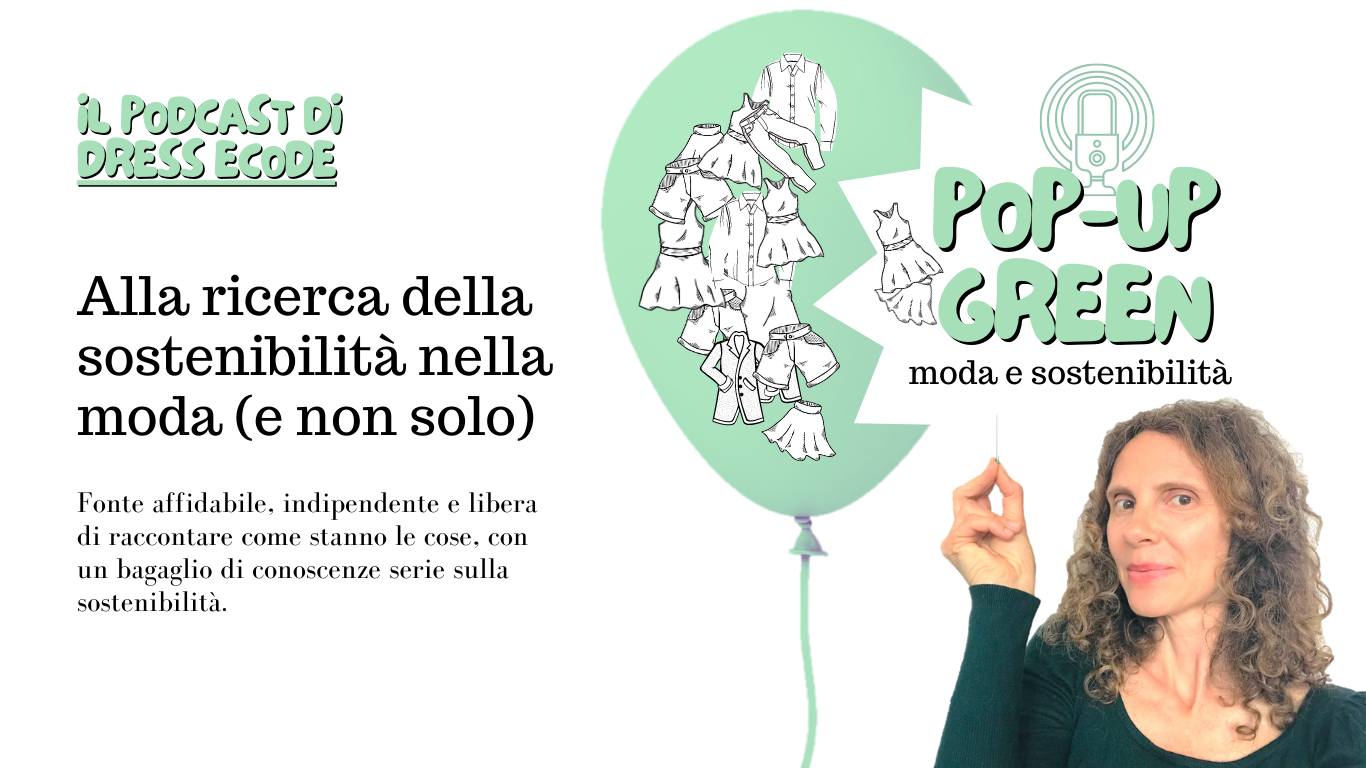 iL PODCAST Di
DRESS ECODE
Alla ricerca della
sostenibilità nella
moda (e non solo)
Fonte affidabile, indipendente e libera
di raccontare come stanno le cose, con
un bagaglio di conoscenze serie sulla
sostenibilità.
POP-UP
GREEN
moda e sostenibilità